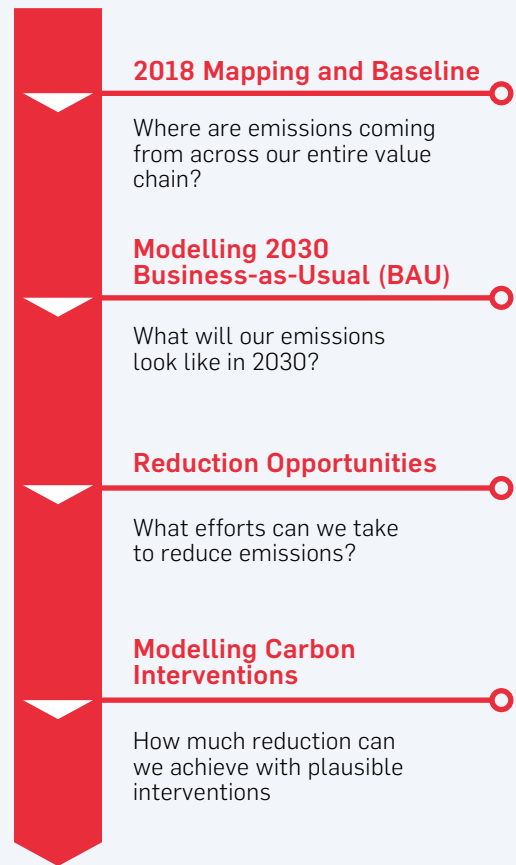 2018 Mapping and Baseline
Where are emissions coming
from across our entire value
chain?
Modelling 2030
Business-as-Usual (BAU)
What will our emissions
look like in 2030?
Reduction Opportunities
What efforts can we take
to reduce emissions?
Modelling Carbon
Interventions
How much reduction can
we achieve with plausible
interventions